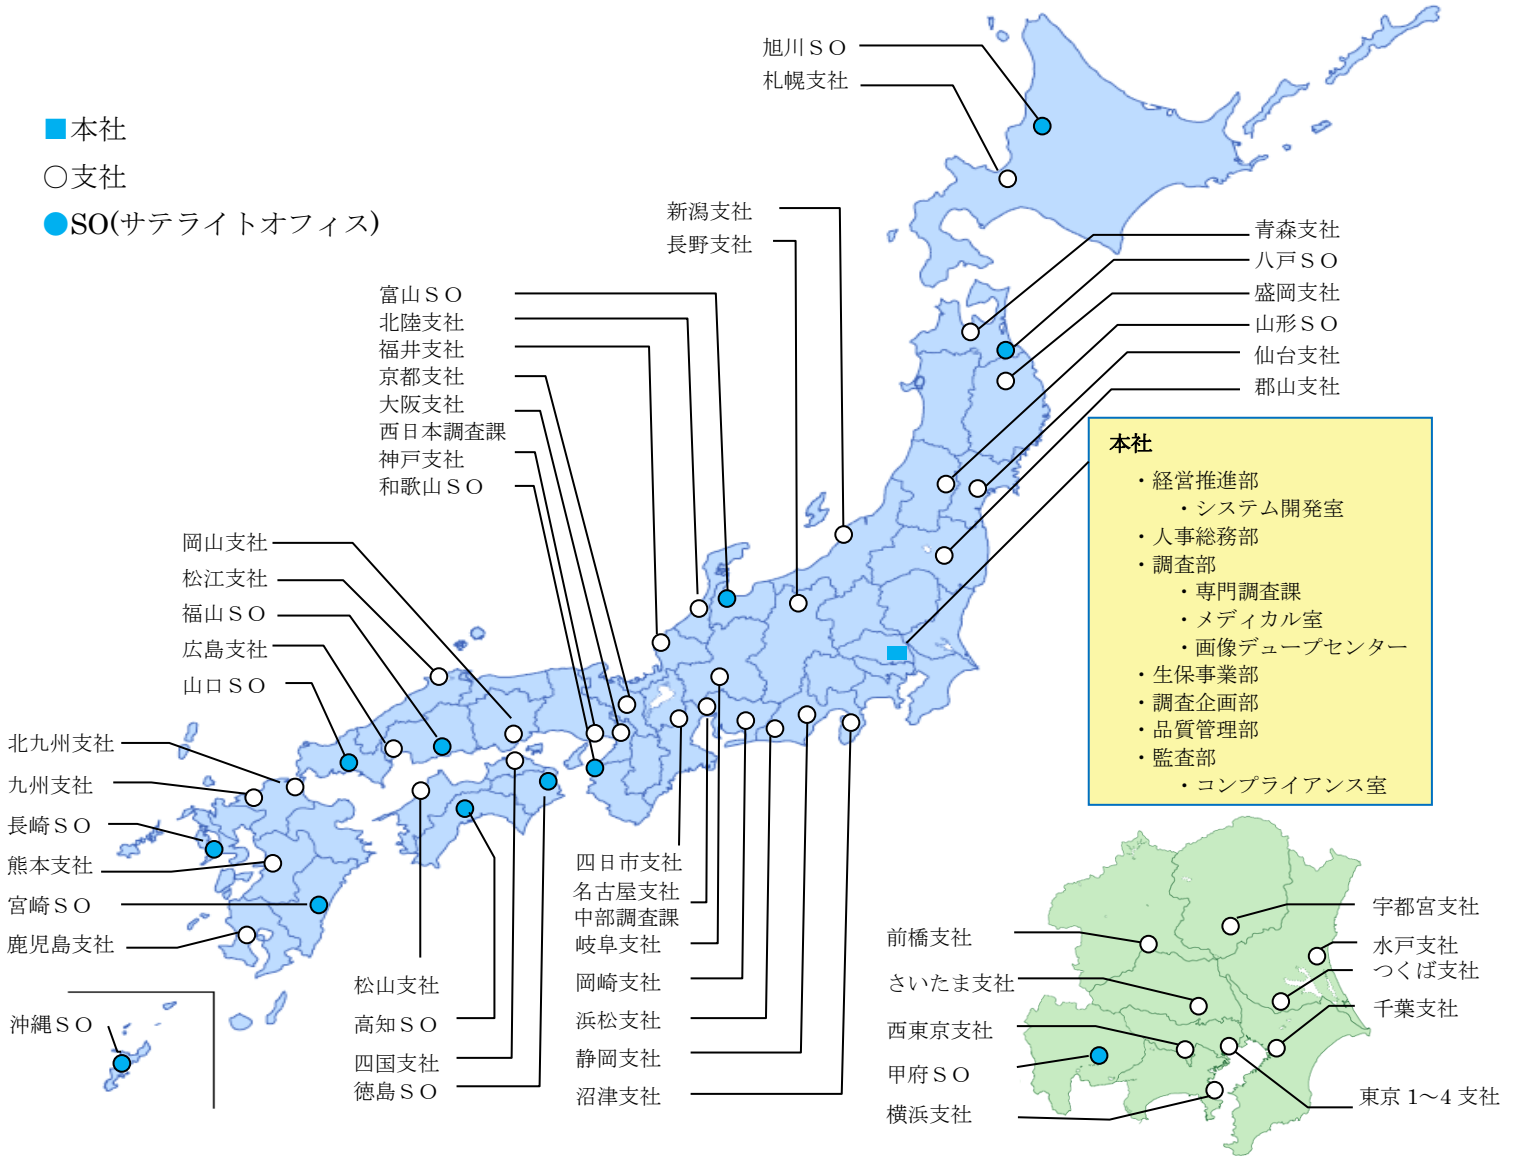 ■本社
○支社
●SO(サテライトオフィス)
旭川SO
札幌支社
新潟支社
長野支社
富山SO
北陸支社
福井支社
京都支社
大阪支社
西日本調査課
神戸支社
和歌山SO
岡山支社
松江支社
福山SO
広島支社
山口SO
北九州支社
九州支社
長崎SO
熊本支社
宮崎SO
鹿児島支社
沖縄SO
松山支社
高知SO
四国支社
徳島SO
四日市支社
名古屋支社
中部調査課
岐阜支社
岡崎支社
浜松支社
静岡支社
沼津支社
青森支社
八戸SO
盛岡支社
山形SO
仙台支社
郡山支社
本社
・経営推進部
・システム開発室
・人事総務部
・調査部
・専門調査課
・メディカル室
・画像デュープセンター
・生保事業部
・調査企画部
・品質管理部
・監査部
・コンプライアンス室
前橋支社
さいたま支社
西東京支社
甲府SO
横浜支社
宇都宮支社
水戸支社
つくば支社
千葉支社
東京 1～4 支社